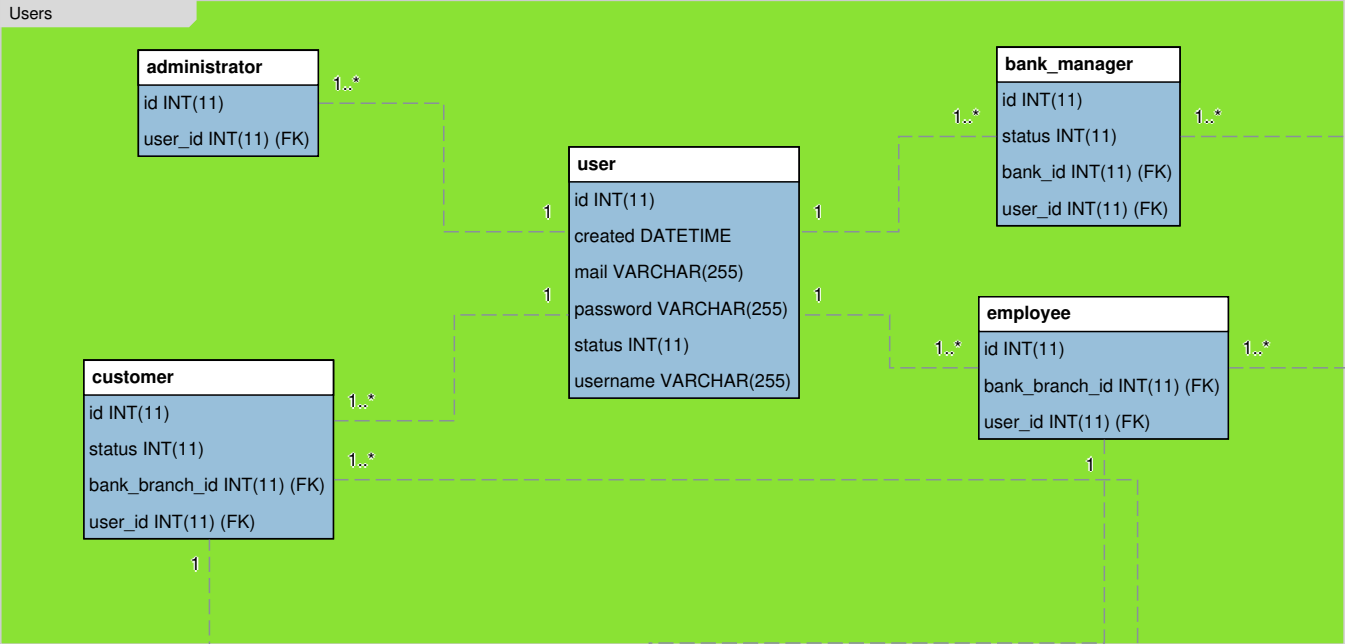 Users
administrator
id INT(11)
user_id INT(11) (FK)
1..*
bank_manager
id INT(11)
status INT(11)
bank_id INT(11) (FK)
user_id INT(11) (FK)
1..*
1..*
user
id INT(11)
created DATETIME
mail VARCHAR(255)
password VARCHAR(255)
status INT(11)
username VARCHAR(255)
1
1
1
1
employee
id INT(11)
bank_branch_id INT(11) (FK)
user_id INT(11) (FK)
1..*
1..*
1
customer
id INT(11)
status INT(11)
bank_branch_id INT(11) (FK)
user_id INT(11) (FK)
1..*
1..*
1